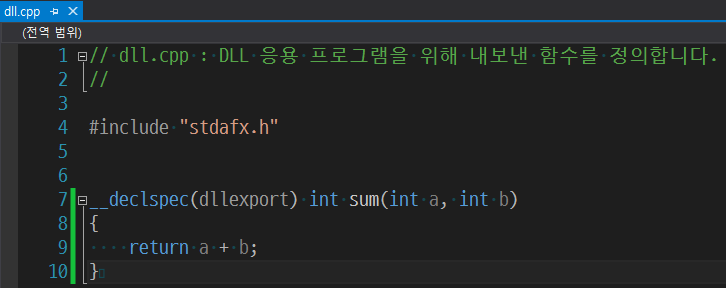 dll.cpp
(전역 범위)
1 // dll.cpp : DLL 응용 프로그램을 위해 내보낸 함수를 정의합니다.
2 //
3
4 #include "stdafx.h"
5
6
7 __declspec(dllexport) int sum(int a, int b)
8 {
9     return a + b;
10 }